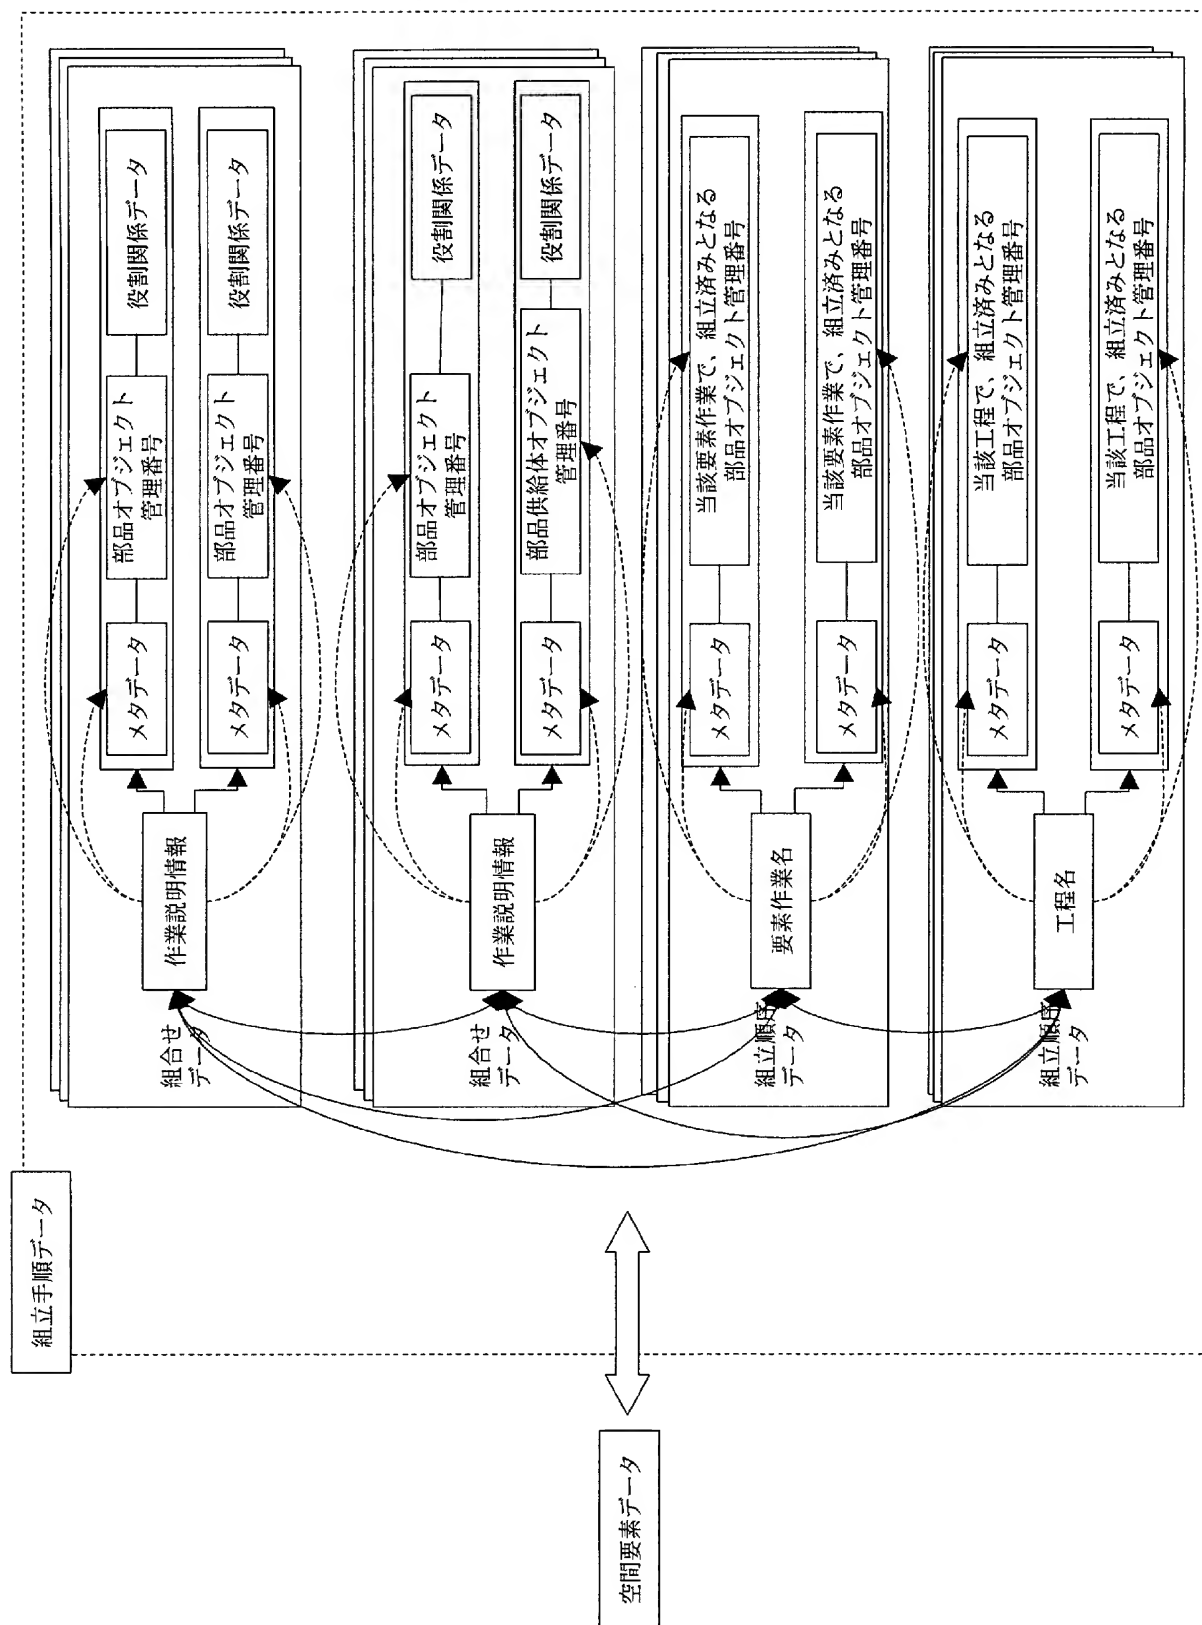 組立手順データ
空間要素データ
組合せ
データ
作業説明情報
メタデータ
部品オブジェクト
管理番号
役割関係データ
メタデータ
部品オブジェクト
管理番号
役割関係データ
組合せ
データ
作業説明情報
メタデータ
部品オブジェクト
管理番号
役割関係データ
メタデータ
部品供給体オブジェクト
管理番号
役割関係データ
組立順序
データ
要素作業名
メタデータ
当該要素作業で、組立済みとなる
部品オブジェクト管理番号
メタデータ
当該要素作業で、組立済みとなる
部品オブジェクト管理番号
組立順序
データ
工程名
メタデータ
当該工程で、組立済みとなる
部品オブジェクト管理番号
メタデータ
当該工程で、組立済みとなる
部品オブジェクト管理番号